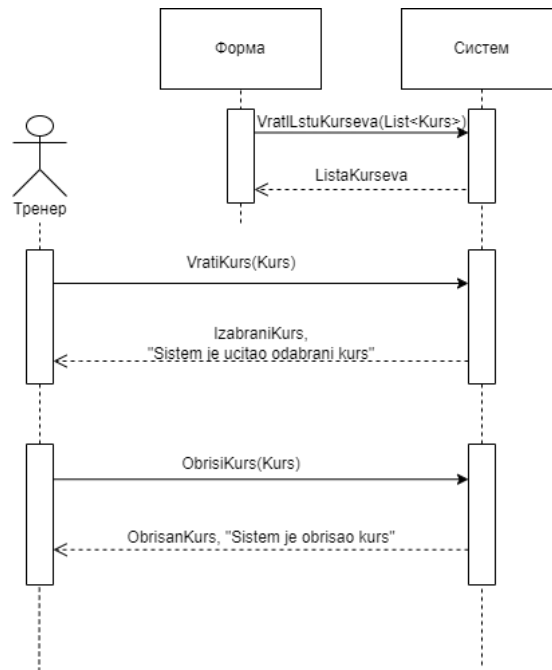 Форма
Систем
VratILstuKurseva(List<Kurs>)
ListaKurseva
Тренер
VratiKurs(Kurs)
IzabraniKurs,
"Sistem je ucitao odabrani kurs"
ObrisiKurs(Kurs)
ObrisanKurs, "Sistem je obrisao kurs"